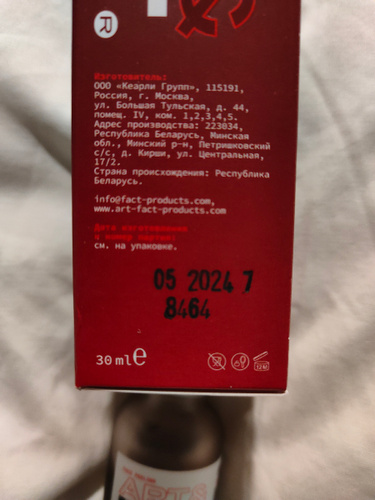 ®
Изготовитель:
ООО «Кеарли Групп», 115191,
Россия, г. Москва,
ул. Большая Тульская, д. 44,
помещ. IV, ком. 1,2,3,4,5.
Адрес производства: 223034,
Республика Беларусь, Минская
обл., Минский р-н, Петришковский
с/с, д. Кирши, ул. Центральная,
17/2.
Страна происхождения: Республика
Беларусь.
info@fact-products.com,
www.art-fact-products.com
Дата изготовления
и номер партии:
см. на упаковке.
05 2024 7
8464
30 ml℮
12M